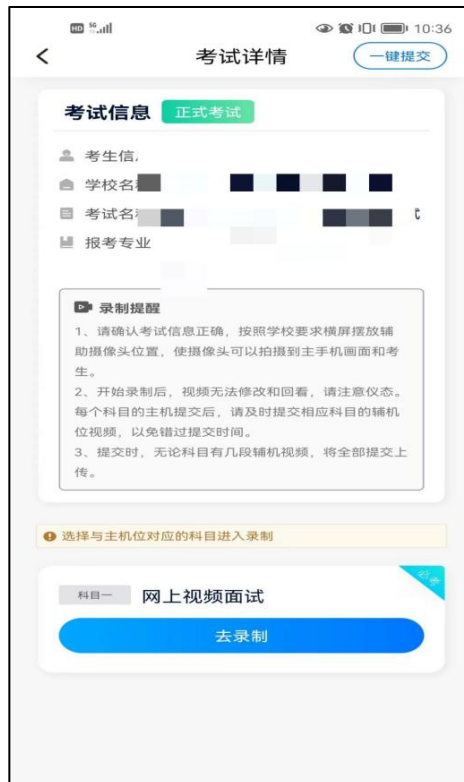 HD 5G 10:36
考试详情 一键提交
考试信息 正式考试
考生信
学校名
考试名
报考专业
录制提醒
1、请确认考试信息正确，按照学校要求横屏摆放辅
助摄像头位置，使摄像头可以拍摄到主手机画面和考
生。
2、开始录制后，视频无法修改和回看，请注意仪态。
每个科目的主机提交后，请及时提交相应科目的辅机
位视频，以免错过提交时间。
3、提交时，无论科目有几段辅机视频，将全部提交上
传。
选择与主机位对应的科目进入录制
必考
科目一 网上视频面试
去录制